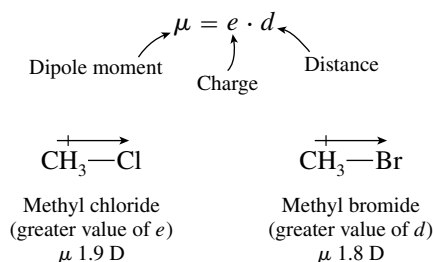 μ = e · d
Dipole moment
Charge
Distance
CH₃—Cl
Methyl chloride
(greater value of e)
μ 1.9 D
CH₃—Br
Methyl bromide
(greater value of d)
μ 1.8 D